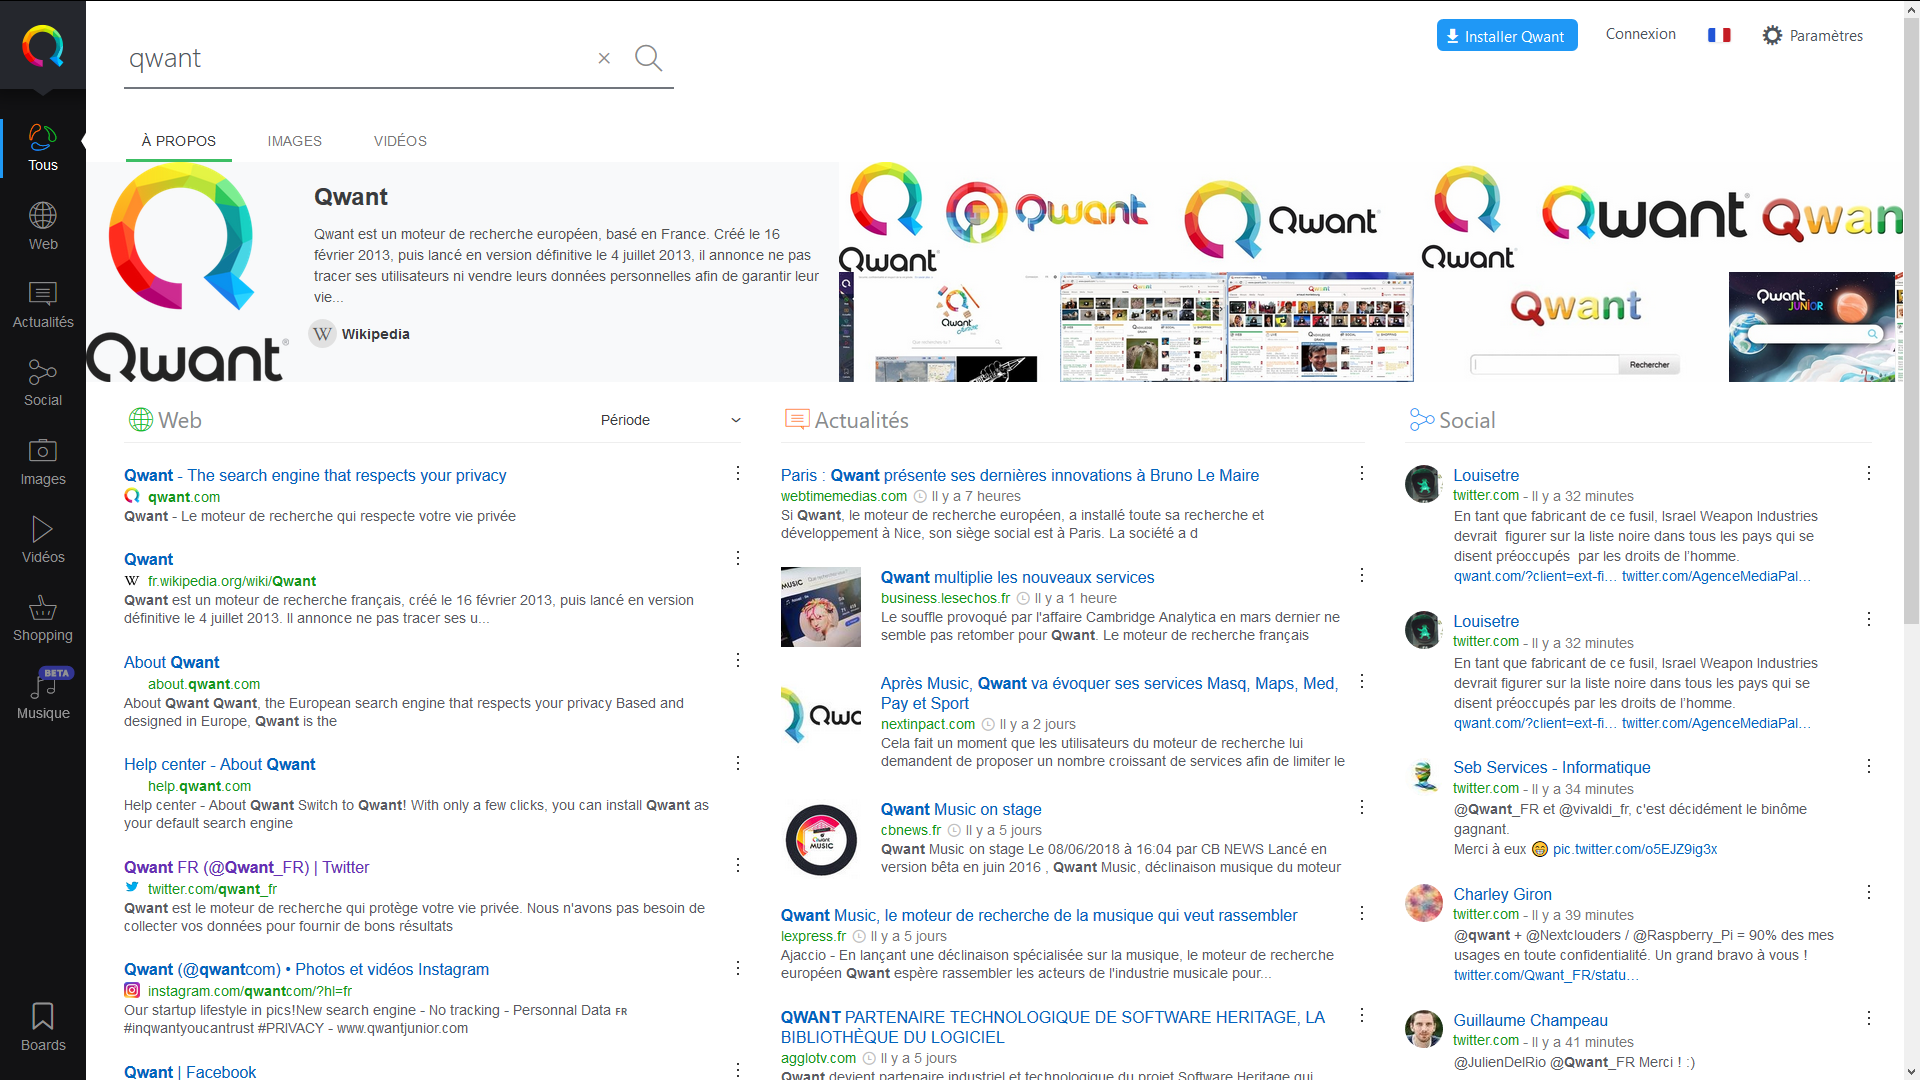 qwant
Installer Qwant
Connexion
Paramètres
À PROPOS
IMAGES
VIDÉOS
Tous
Web
Actualités
Social
Images
Vidéos
Shopping
BETA
Musique
Boards
Qwant
Qwant est un moteur de recherche européen, basé en France. Créé le 16
février 2013, puis lancé en version définitive le 4 juillet 2013, il annonce ne pas
tracer ses utilisateurs ni vendre leurs données personnelles afin de garantir leur
vie...
W Wikipedia
Qwant
Qwant
Qwant
Qwant
Qwant
Qwant
Qwan
Qwant
Qwant
Rechercher
Qwant
JUNIOR
Web
Période
Qwant - The search engine that respects your privacy
qwant.com
Qwant - Le moteur de recherche qui respecte votre vie privée
Qwant
W fr.wikipedia.org/wiki/Qwant
Qwant est un moteur de recherche français, créé le 16 février 2013, puis lancé en version
définitive le 4 juillet 2013. Il annonce ne pas tracer ses u...
About Qwant
about.qwant.com
About Qwant Qwant, the European search engine that respects your privacy Based and
designed in Europe, Qwant is the
Help center - About Qwant
help.qwant.com
Help center - About Qwant Switch to Qwant! With only a few clicks, you can install Qwant as
your default search engine
Qwant FR (@Qwant_FR) | Twitter
twitter.com/qwant_fr
Qwant est le moteur de recherche qui protège votre vie privée. Nous n'avons pas besoin de
collecter vos données pour fournir de bons résultats
Qwant (@qwantcom) • Photos et vidéos Instagram
instagram.com/qwantcom/?hl=fr
Our startup lifestyle in pics!New search engine - No tracking - Personnal Data FR
#inqwantyoucantrust #PRIVACY - www.qwantjunior.com
Qwant | Facebook
Actualités
Paris : Qwant présente ses dernières innovations à Bruno Le Maire
webtimemedias.com Il y a 7 heures
Si Qwant, le moteur de recherche européen, a installé toute sa recherche et
développement à Nice, son siège social est à Paris. La société a d
MUSIC
Qwant multiplie les nouveaux services
business.lesechos.fr Il y a 1 heure
Le souffle provoqué par l'affaire Cambridge Analytica en mars dernier ne
semble pas retomber pour Qwant. Le moteur de recherche français
Après Music, Qwant va évoquer ses services Masq, Maps, Med,
Pay et Sport
nextinpact.com Il y a 2 jours
Cela fait un moment que les utilisateurs du moteur de recherche lui
demandent de proposer un nombre croissant de services afin de limiter le
Qwant
MUSIC
Qwant Music on stage
cbnews.fr Il y a 5 jours
Qwant Music on stage Le 08/06/2018 à 16:04 par CB NEWS Lancé en
version bêta en juin 2016 , Qwant Music, déclinaison musique du moteur
Qwant Music, le moteur de recherche de la musique qui veut rassembler
lexpress.fr Il y a 5 jours
Ajaccio - En lançant une déclinaison spécialisée sur la musique, le moteur de recherche
européen Qwant espère rassembler les acteurs de l'industrie musicale pour...
QWANT PARTENAIRE TECHNOLOGIQUE DE SOFTWARE HERITAGE, LA
BIBLIOTHÈQUE DU LOGICIEL
agglotv.com Il y a 5 jours
Qwant devient partenaire industriel et technologique du projet Software Heritage qui
Social
Louisetre
twitter.com - Il y a 32 minutes
En tant que fabricant de ce fusil, Israel Weapon Industries
devrait figurer sur la liste noire dans tous les pays qui se
disent préoccupés par les droits de l'homme.
qwant.com/?client=ext-fi… twitter.com/AgenceMediaPal…
Louisetre
twitter.com - Il y a 32 minutes
En tant que fabricant de ce fusil, Israel Weapon Industries
devrait figurer sur la liste noire dans tous les pays qui se
disent préoccupés par les droits de l'homme.
qwant.com/?client=ext-fi… twitter.com/AgenceMediaPal…
Seb Services - Informatique
twitter.com - Il y a 34 minutes
@Qwant_FR et @vivaldi_fr, c'est décidément le binôme
gagnant.
Merci à eux 😁 pic.twitter.com/o5EJZ9ig3x
Charley Giron
twitter.com - Il y a 39 minutes
@qwant + @Nextclouders / @Raspberry_Pi = 90% des mes
usages en toute confidentialité. Un grand bravo à vous !
twitter.com/Qwant_FR/statu…
Guillaume Champeau
twitter.com - Il y a 41 minutes
@JulienDelRio @Qwant_FR Merci ! :)